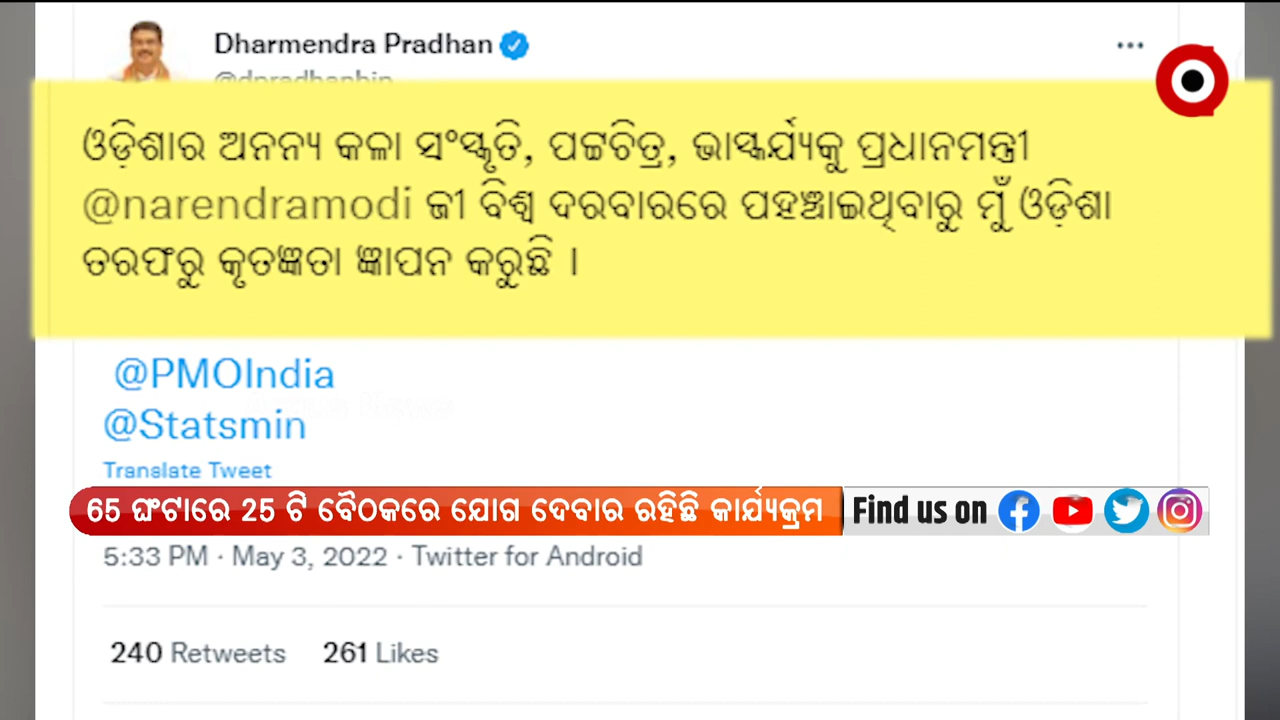 Dharmendra Pradhan
ଓଡ଼ିଶାର ଅନନ୍ୟ କଳା ସଂସ୍କୃତି, ପଟ୍ଟଚିତ୍ର, ଭାସ୍କର୍ଯ୍ୟକୁ ପ୍ରଧାନମନ୍ତ୍ରୀ
@narendramodi ଜୀ ବିଶ୍ୱ ଦରବାରରେ ପହଞ୍ଚାଇଥିବାରୁ ମୁଁ ଓଡ଼ିଶା
ତରଫରୁ କୃତଜ୍ଞତା ଜ୍ଞାପନ କରୁଛି ।
@PMOIndia
@Statsmin
Translate Tweet
65 ଘଂଟାରେ 25 ଟି ବୈଠକରେ ଯୋଗ ଦେବାର ରହିଛି କାର୍ଯ୍ୟକ୍ରମ Find us on
5:33 PM · May 3, 2022 · Twitter for Android
240 Retweets 261 Likes